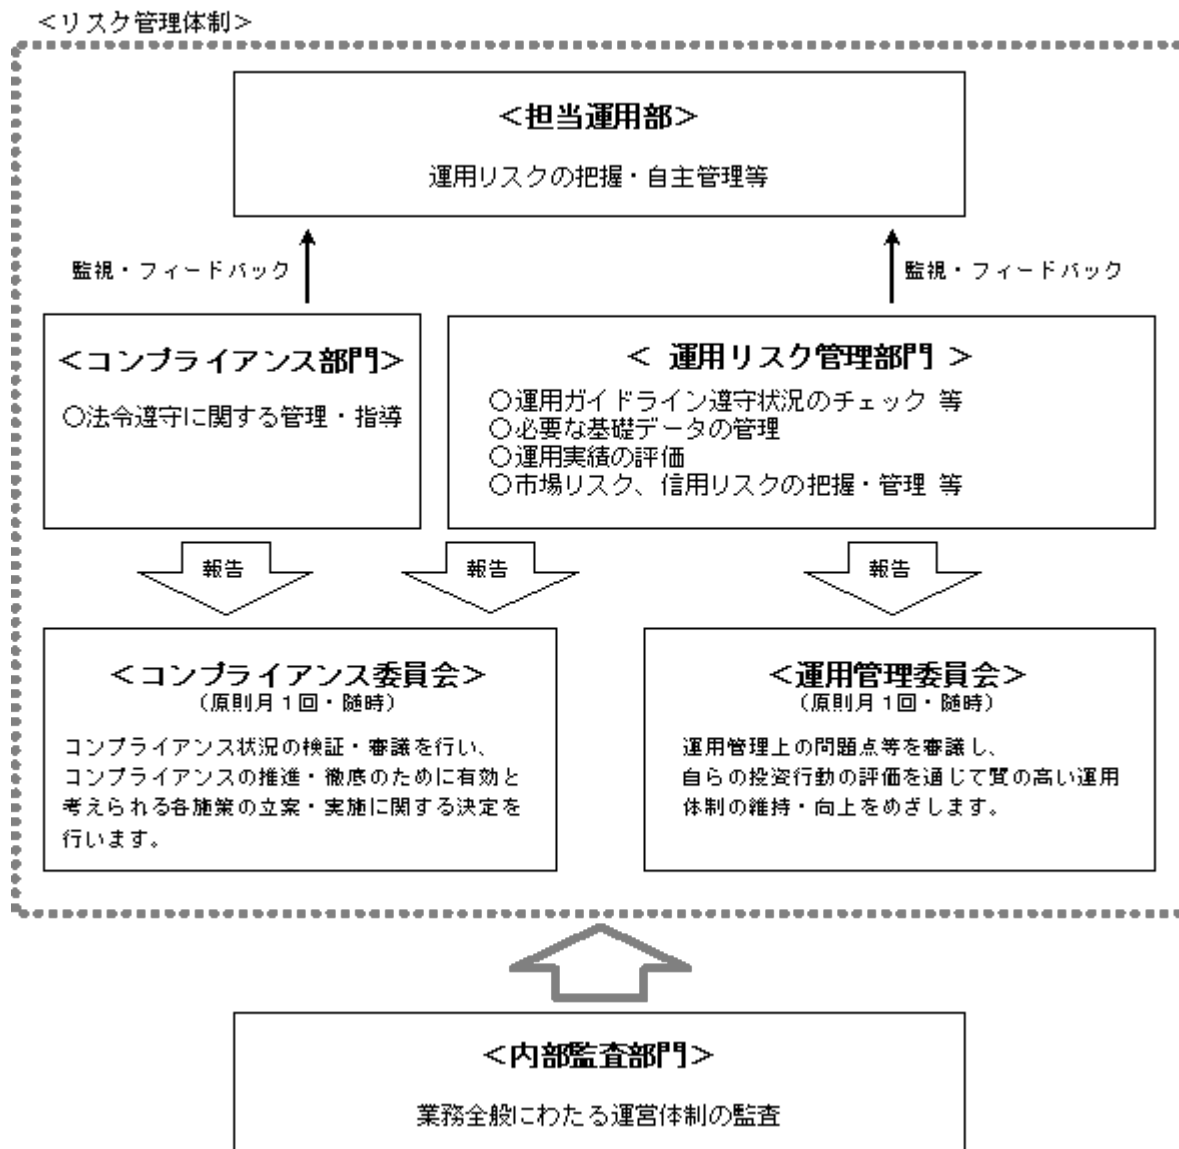 ＜リスク管理体制＞
＜担当運用部＞
運用リスクの把握・自主管理等
監視・フィードバック
監視・フィードバック
＜コンプライアンス部門＞
○法令遵守に関する管理・指導
＜ 運用リスク管理部門 ＞
○運用ガイドライン遵守状況のチェック 等
○必要な基礎データの管理
○運用実績の評価
○市場リスク、信用リスクの把握・管理 等
報告
報告
報告
＜コンプライアンス委員会＞
（原則月１回・随時）
コンプライアンス状況の検証・審議を行い、
コンプライアンスの推進・徹底のために有効と
考えられる各施策の立案・実施に関する決定を
行います。
＜運用管理委員会＞
（原則月１回・随時）
運用管理上の問題点等を審議し、
自らの投資行動の評価を通じて質の高い運用
体制の維持・向上をめざします。
＜内部監査部門＞
業務全般にわたる運営体制の監査